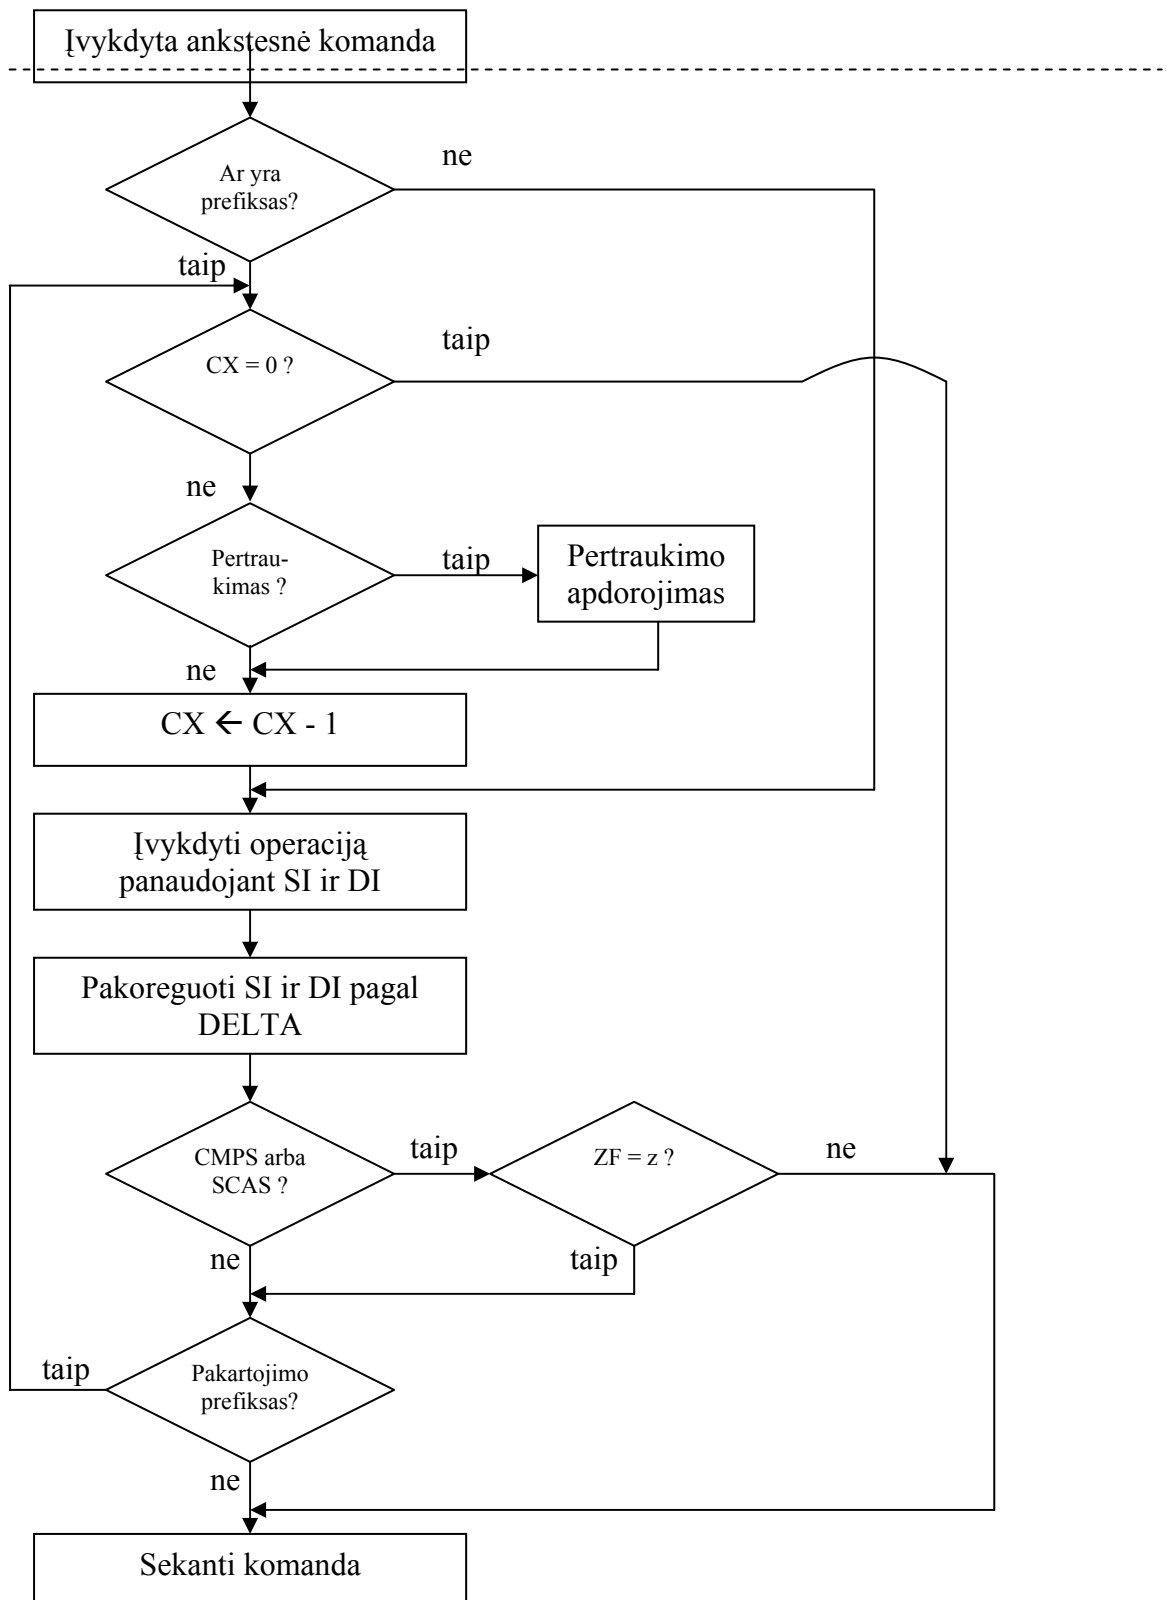 Įvykdyta ankstesnė komanda
ne
Ar yra
prefiksas?
taip
taip
CX = 0 ?
ne
Pertrau-
kimas ?
taip
Pertraukimo
apdorojimas
ne
CX ← CX - 1
Įvykdyti operaciją
panaudojant SI ir DI
Pakoreguoti SI ir DI pagal
DELTA
CMPS arba
SCAS ?
taip
ZF = z ?
ne
ne
taip
taip
Pakartojimo
prefiksas?
ne
Sekanti komanda